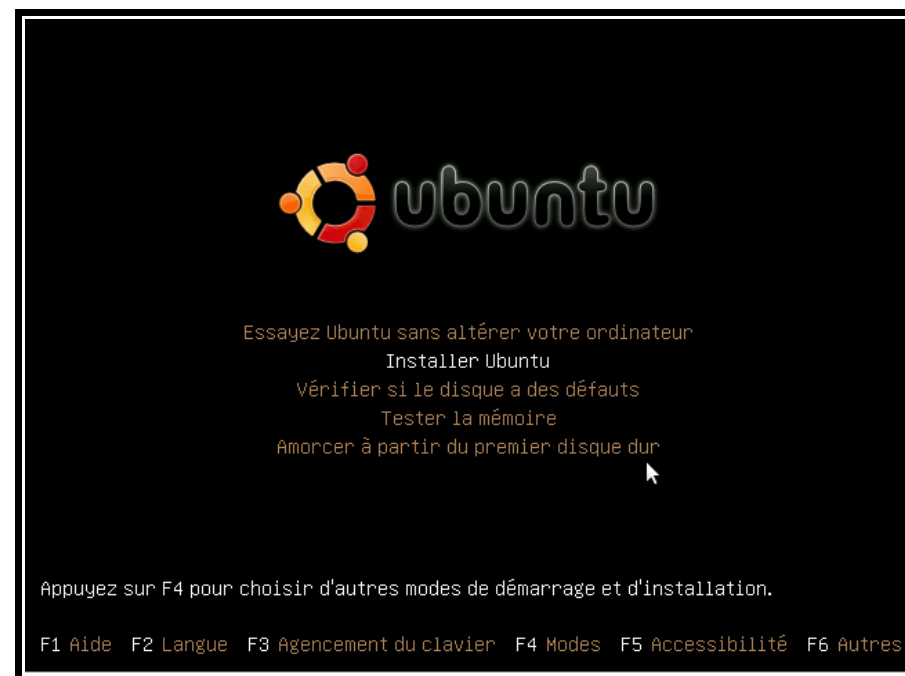 ubuntu
Essayez Ubuntu sans altérer votre ordinateur
Installer Ubuntu
Vérifier si le disque a des défauts
Tester la mémoire
Amorcer à partir du premier disque dur
Appuyez sur F4 pour choisir d'autres modes de démarrage et d'installation.
F1 Aide F2 Langue F3 Agencement du clavier F4 Modes F5 Accessibilité F6 Autres